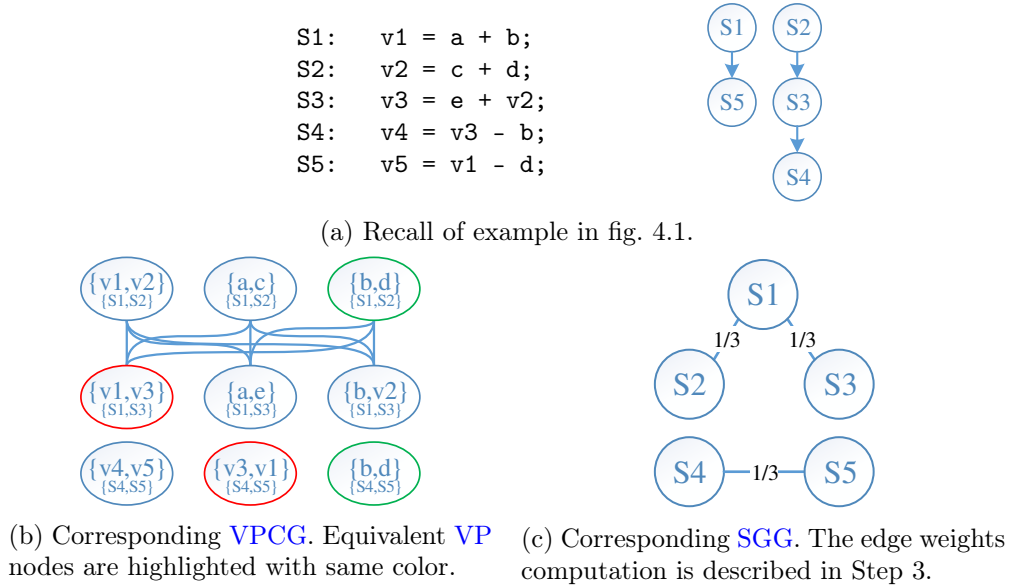 S1: v1 = a + b;
S2: v2 = c + d;
S3: v3 = e + v2;
S4: v4 = v3 - b;
S5: v5 = v1 - d;
S1 S2
S5 S3
S4
(a) Recall of example in fig. 4.1.
{v1,v2} {a,c} {b,d}
{S1,S2} {S1,S2} {S1,S2}
{v1,v3} {a,e} {b,v2}
{S1,S3} {S1,S3} {S1,S3}
{v4,v5} {v3,v1} {b,d}
{S4,S5} {S4,S5} {S4,S5}
(b) Corresponding VPCG. Equivalent VP
nodes are highlighted with same color.
S1
1/3 1/3
S2 S3
S4 1/3 S5
(c) Corresponding SGG. The edge weights
computation is described in Step 3.